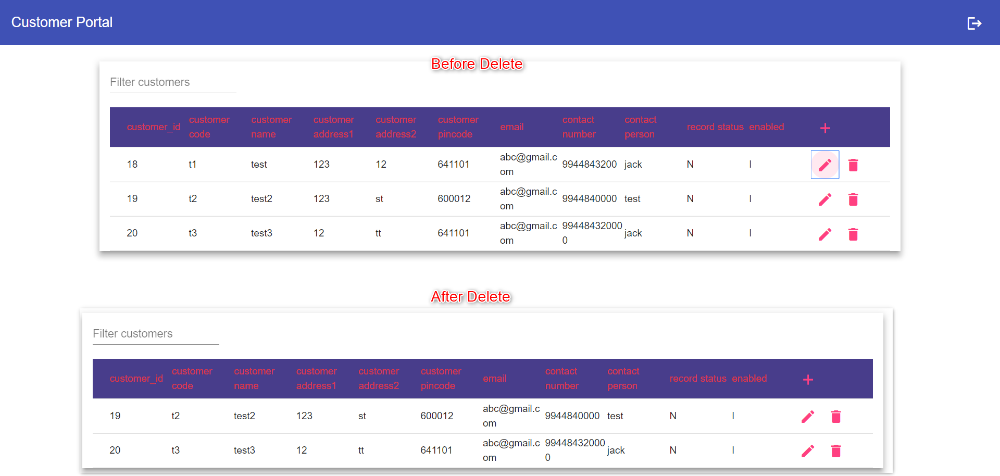 Customer Portal
Before Delete
Filter customers
customer_id customer code customer name customer address1 customer address2 customer pincode email contact number contact person record status enabled +
18 t1 test 123 12 641101 abc@gmail.com 9944843200 jack N I
19 t2 test2 123 st 600012 abc@gmail.com 9944840000 test N I
20 t3 test3 12 tt 641101 abc@gmail.com 994484320000 jack N I
After Delete
Filter customers
customer_id customer code customer name customer address1 customer address2 customer pincode email contact number contact person record status enabled +
19 t2 test2 123 st 600012 abc@gmail.com 9944840000 test N I
20 t3 test3 12 tt 641101 abc@gmail.com 994484320000 jack N I